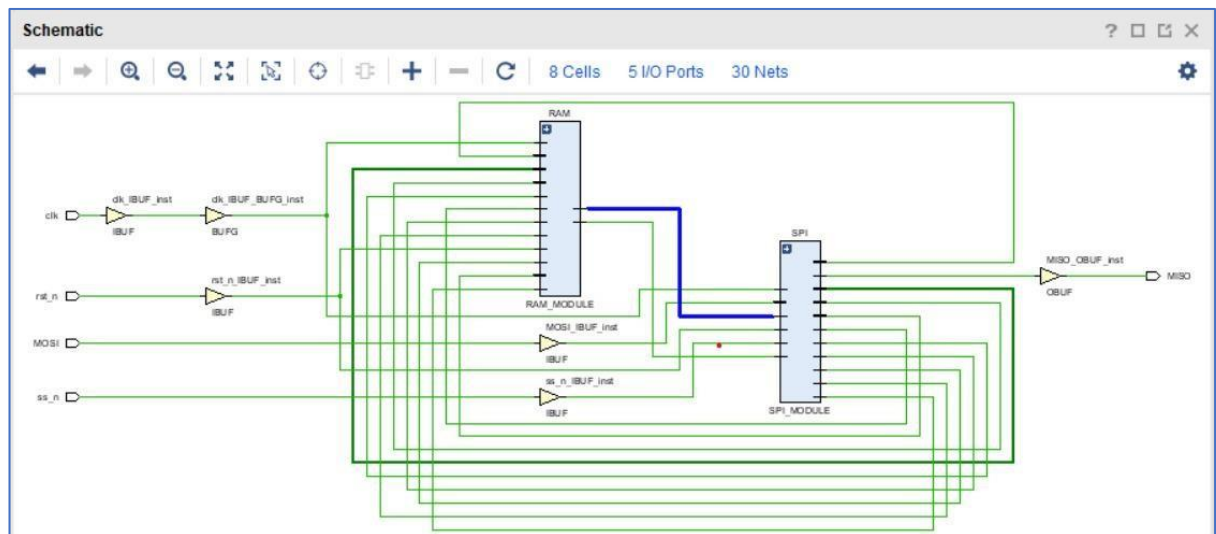 Schematic
8 Cells 5 I/O Ports 30 Nets
RAM
clk_IBUF_inst
clk_IBUF_BUFG_inst
clk
IBUF
BUFG
SPI
MISO_OBUF_inst
MISO
OBUF
rst_n_IBUF_inst
rst_n
IBUF
RAM_MODULE
MOSI_IBUF_inst
MOSI
IBUF
ss_n_IBUF_inst
ss_n
IBUF
SPI_MODULE